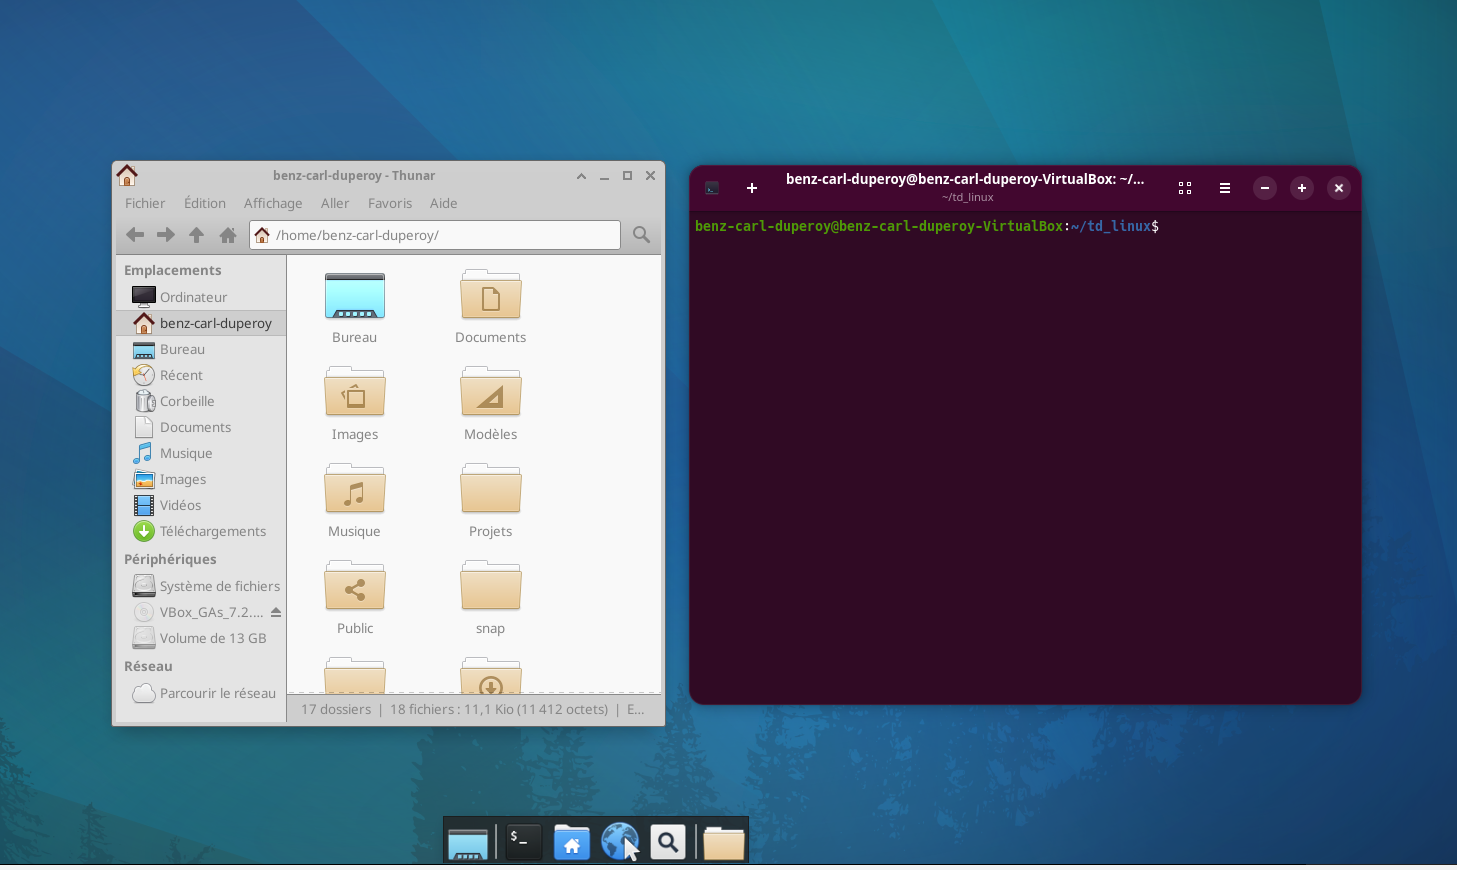 benz-carl-duperoy - Thunar
Fichier Édition Affichage Aller Favoris Aide
/home/benz-carl-duperoy/
Emplacements
Ordinateur
benz-carl-duperoy
Bureau
Récent
Corbeille
Documents
Musique
Images
Vidéos
Téléchargements
Périphériques
Système de fichiers
VBox_GAs_7.2....
Volume de 13 GB
Réseau
Parcourir le réseau
Bureau Documents
Images Modèles
Musique Projets
Public snap
17 dossiers | 18 fichiers : 11,1 Kio (11 412 octets) | E...
benz-carl-duperoy@benz-carl-duperoy-VirtualBox: ~/...
~/td_linux
benz-carl-duperoy@benz-carl-duperoy-VirtualBox:~/td_linux$
$_